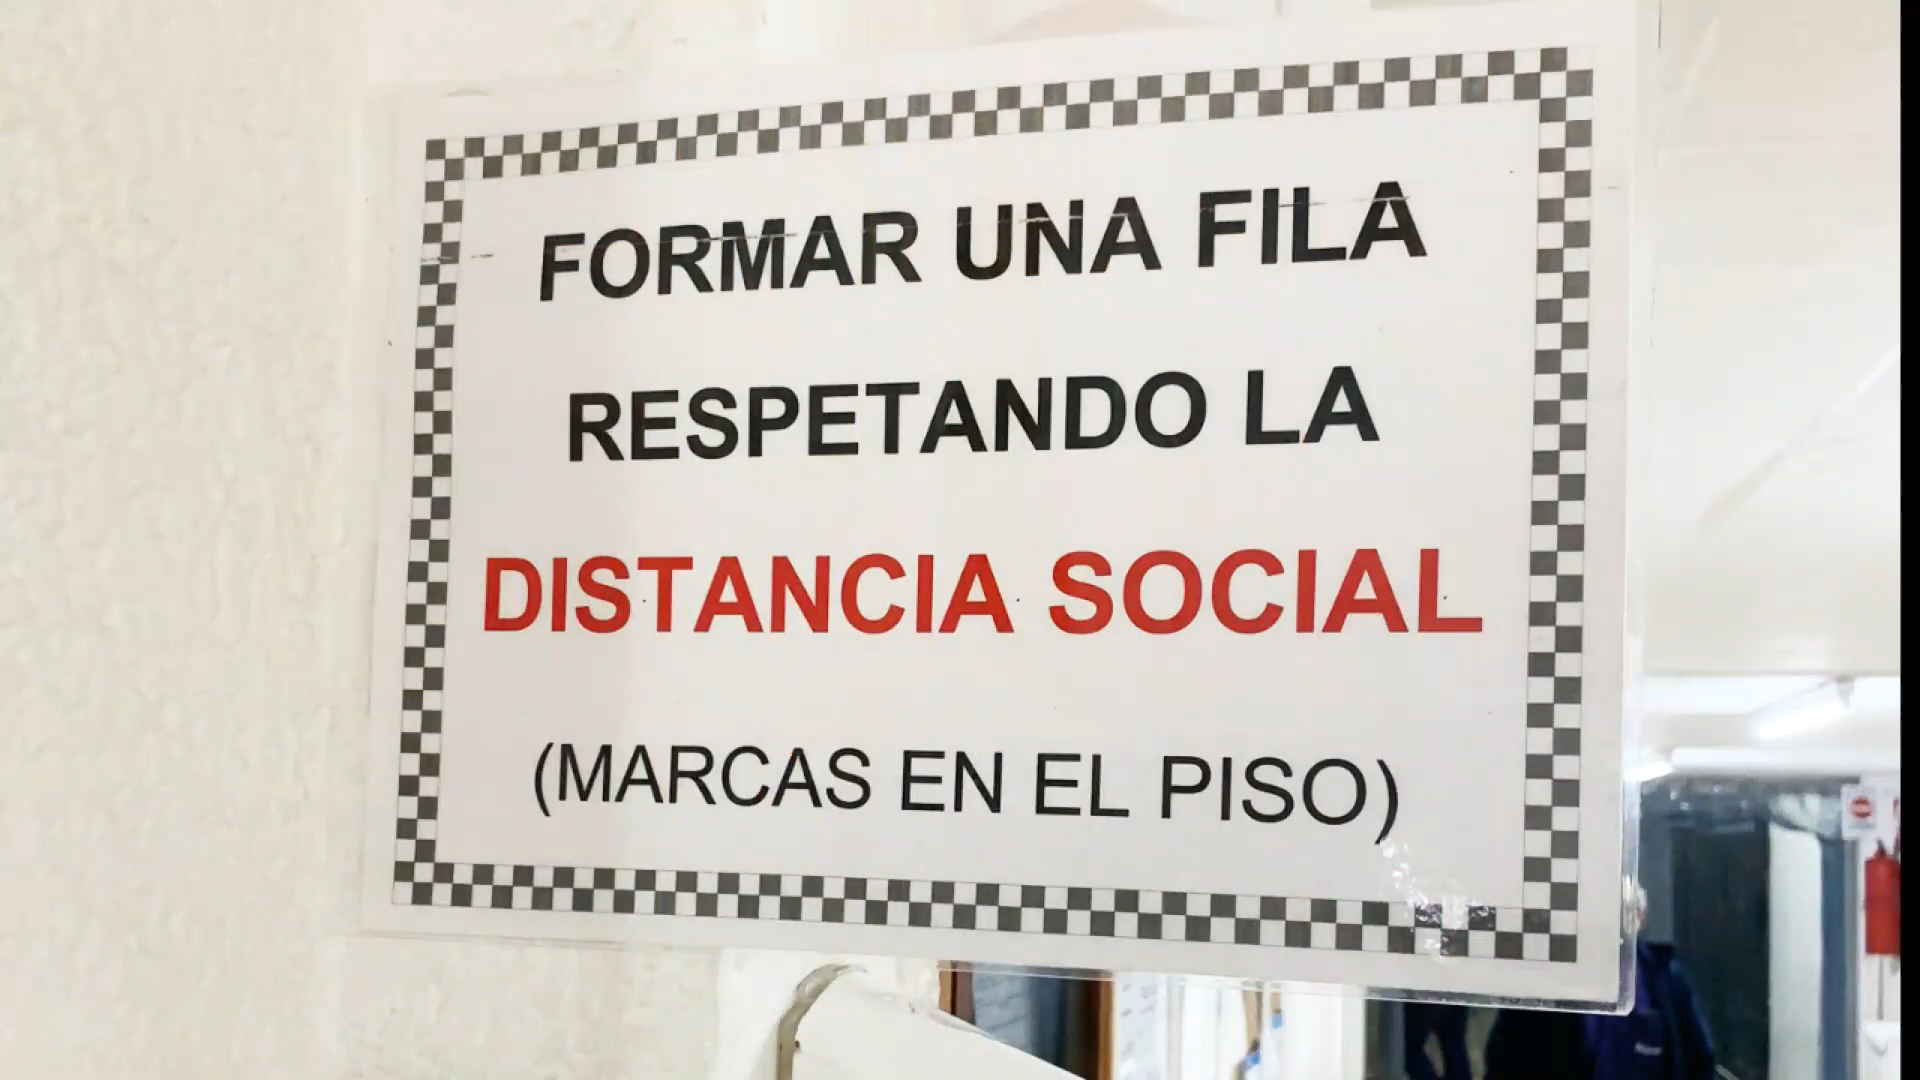 FORMAR UNA FILA
RESPETANDO LA
DISTANCIA SOCIAL
(MARCAS EN EL PISO)